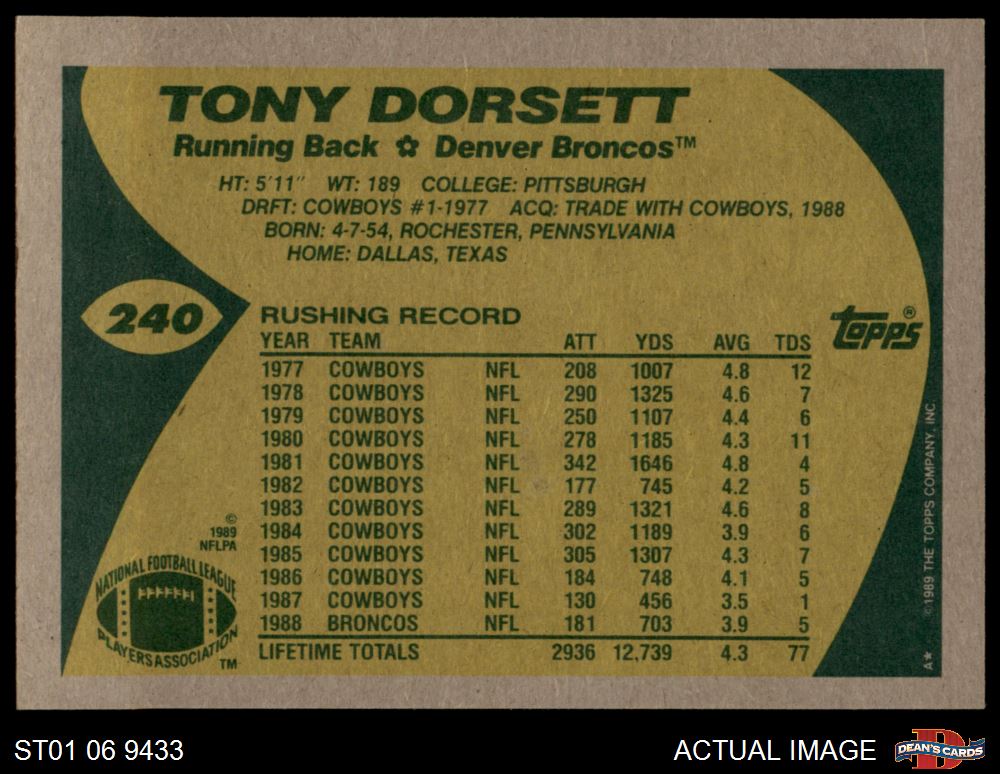 TONY DORSETT
Running Back ✿ Denver Broncos™
HT: 5'11" WT: 189 COLLEGE: PITTSBURGH
DRFT: COWBOYS #1-1977 ACQ: TRADE WITH COWBOYS, 1988
BORN: 4-7-54, ROCHESTER, PENNSYLVANIA
HOME: DALLAS, TEXAS
240
topps®
RUSHING RECORD
YEAR TEAM ATT YDS AVG TDS
1977 COWBOYS NFL 208 1007 4.8 12
1978 COWBOYS NFL 290 1325 4.6 7
1979 COWBOYS NFL 250 1107 4.4 6
1980 COWBOYS NFL 278 1185 4.3 11
1981 COWBOYS NFL 342 1646 4.8 4
1982 COWBOYS NFL 177 745 4.2 5
1983 COWBOYS NFL 289 1321 4.6 8
1984 COWBOYS NFL 302 1189 3.9 6
1985 COWBOYS NFL 305 1307 4.3 7
1986 COWBOYS NFL 184 748 4.1 5
1987 COWBOYS NFL 130 456 3.5 1
1988 BRONCOS NFL 181 703 3.9 5
LIFETIME TOTALS 2936 12,739 4.3 77
©
1989
NFLPA
NATIONAL FOOTBALL LEAGUE
PLAYERS ASSOCIATION
TM
A★ ©1989 THE TOPPS COMPANY, INC
ST01 06 9433
ACTUAL IMAGE
D
DEAN'S CARDS